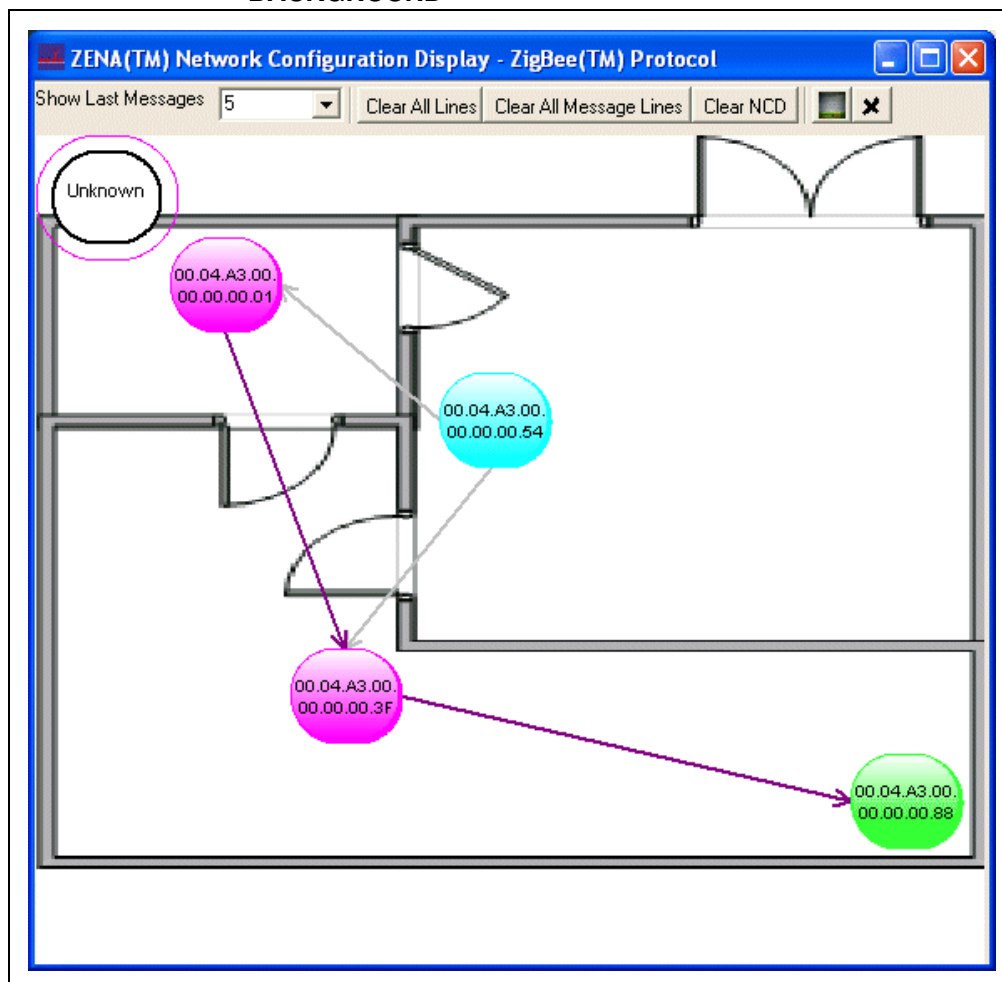 ZENA(TM) Network Configuration Display - ZigBee(TM) Protocol
Show Last Messages 5 Clear All Lines Clear All Message Lines Clear NCD
Unknown
00.04.A3.00.
00.00.00.01
00.04.A3.00.
00.00.00.54
00.04.A3.00.
00.00.00.3F
00.04.A3.00.
00.00.00.88